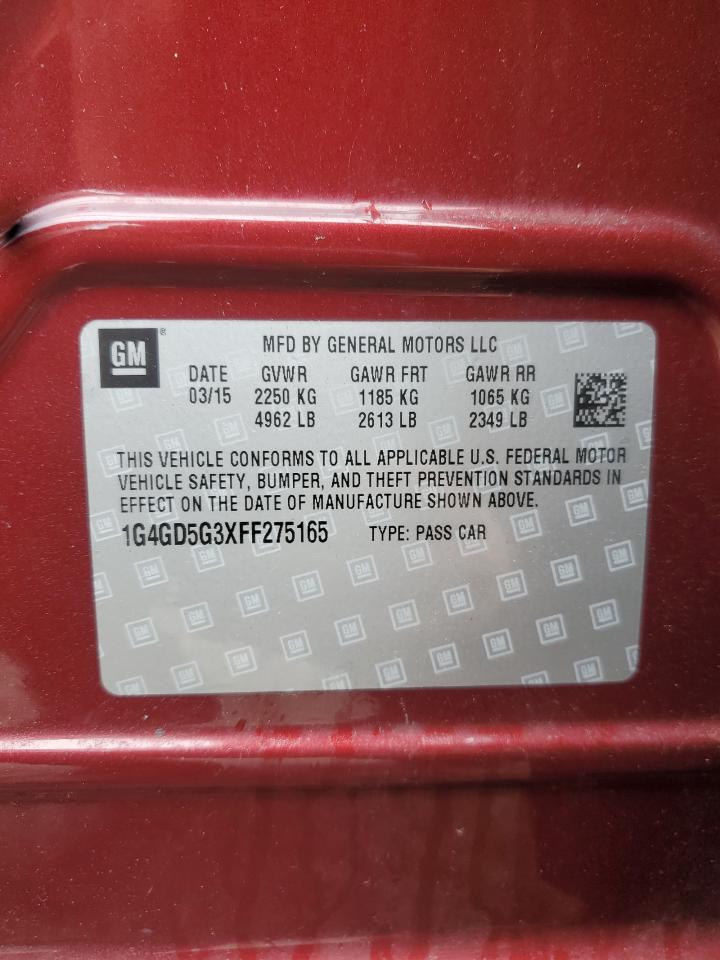 GM ®
MFD BY GENERAL MOTORS LLC
DATE GVWR GAWR FRT GAWR RR
03/15 2250 KG 1185 KG 1065 KG
4962 LB 2613 LB 2349 LB
THIS VEHICLE CONFORMS TO ALL APPLICABLE U.S. FEDERAL MOTOR
VEHICLE SAFETY, BUMPER, AND THEFT PREVENTION STANDARDS IN
EFFECT ON THE DATE OF MANUFACTURE SHOWN ABOVE.
1G4GD5G3XFF275165 TYPE: PASS CAR